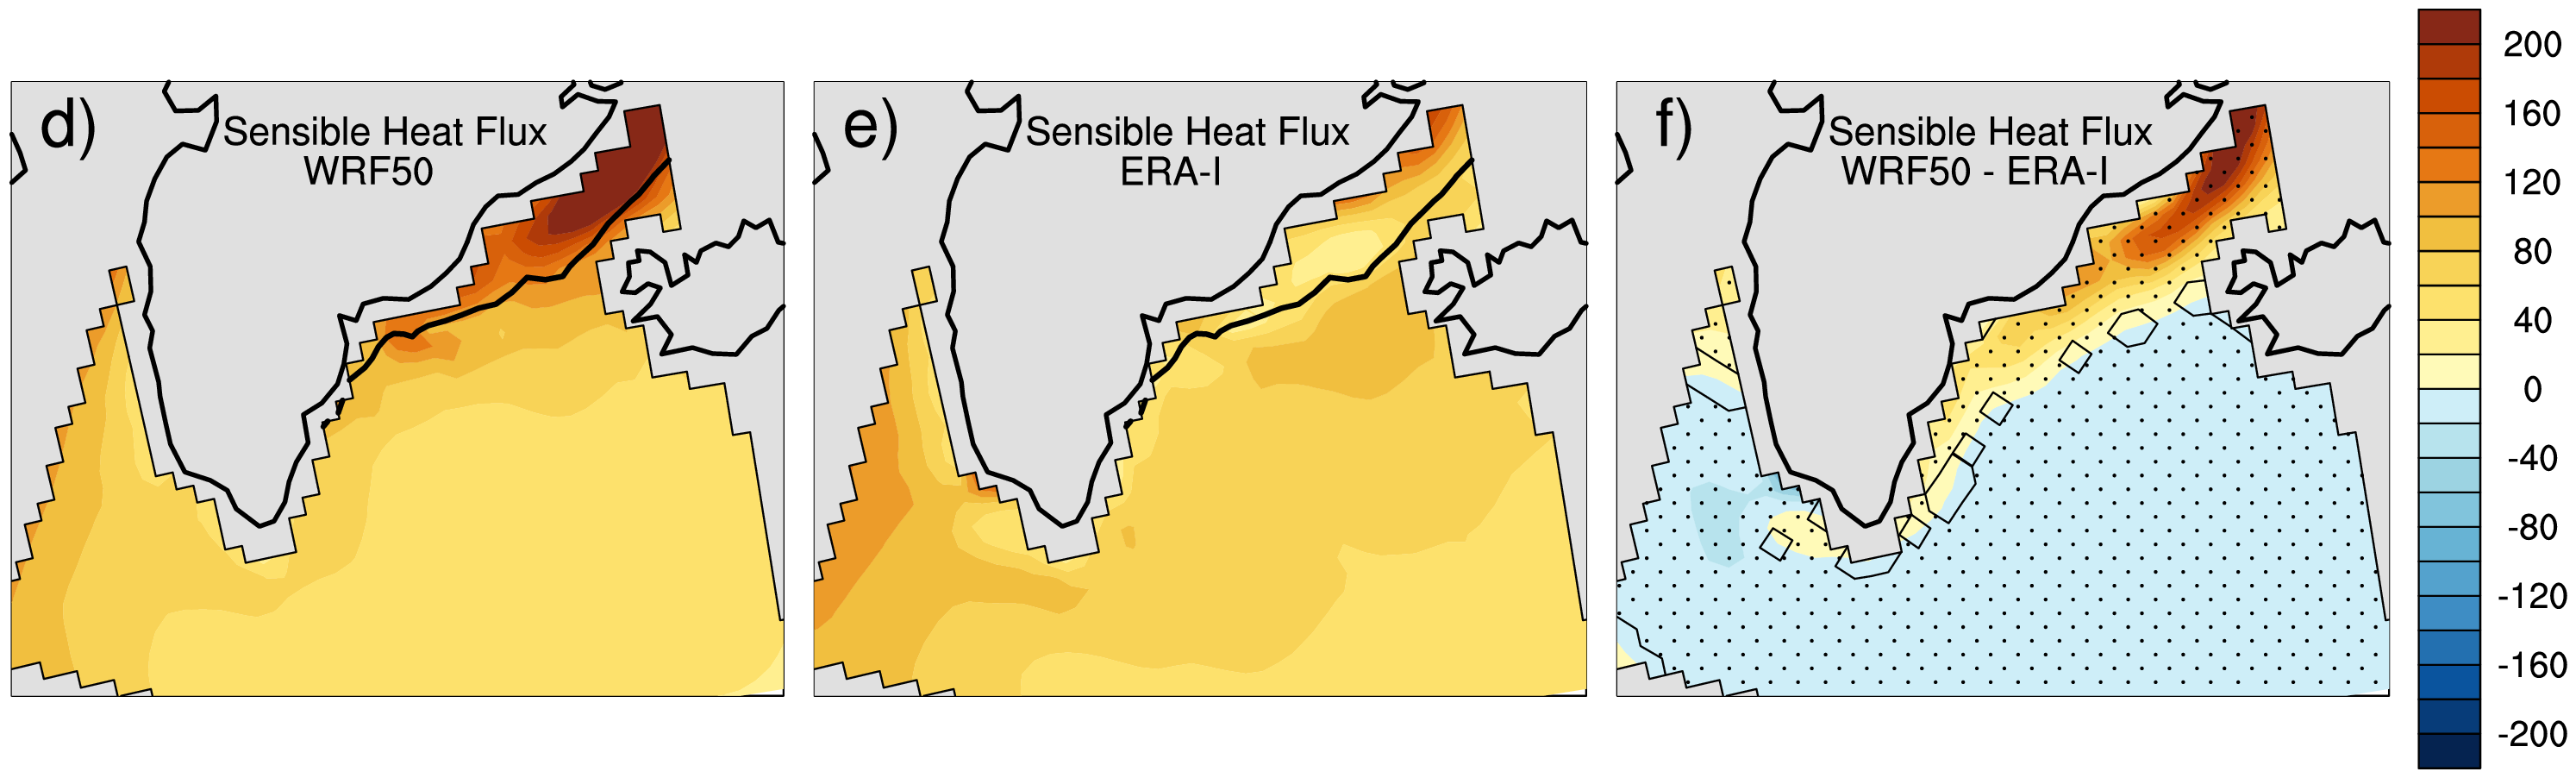 d)
Sensible Heat Flux
WRF50
e)
Sensible Heat Flux
ERA-I
f)
Sensible Heat Flux
WRF50 - ERA-I
200
160
120
80
40
0
-40
-80
-120
-160
-200